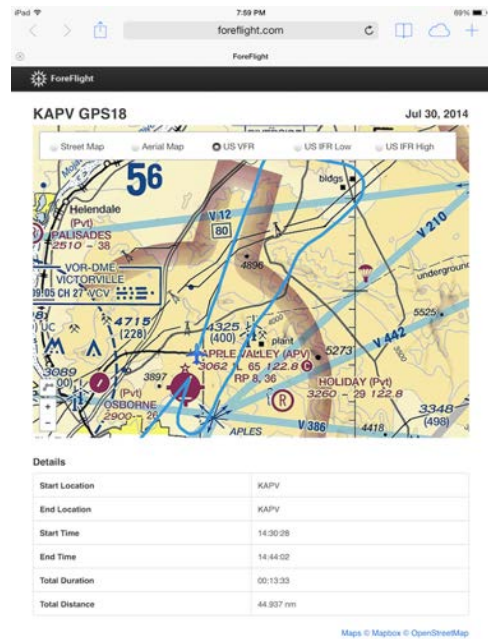 iPad 7:59 PM 69%
foreflight.com
ForeFlight
ForeFlight
KAPV GPS18 Jul 30, 2014
Street Map Aerial Map US VFR US IFR Low US IFR High
56
bldgs
Helendale
(Pvt)
PALISADES
2510 - 38
V 12
80
V 210
4896
VOR-DME
VICTORVILLE
CH 27 VCV
underground
5525
4715
(228)
4325
(400)
plant
V 442
UC
APPLE VALLEY (APV)
3062 L 65 122.8 C
RP 8, 36
5273
3089
3897
(Pvt)
OSBORNE
2900 - 26
R
HOLIDAY (Pvt)
3260 - 29 122.8
3348
(498)
APLES
V 386
4418
Details
Start Location KAPV
End Location KAPV
Start Time 14:30:28
End Time 14:44:02
Total Duration 00:13:33
Total Distance 44.937 nm
Maps © Mapbox © OpenStreetMap